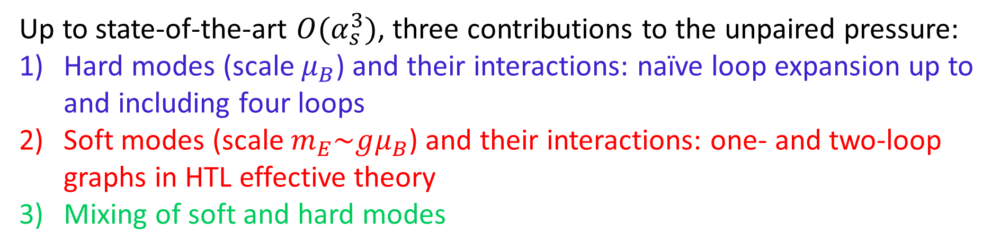 Up to state-of-the-art O(α_s^3), three contributions to the unpaired pressure:
1) Hard modes (scale μ_B) and their interactions: naïve loop expansion up to
and including four loops
2) Soft modes (scale m_E~gμ_B) and their interactions: one- and two-loop
graphs in HTL effective theory
3) Mixing of soft and hard modes